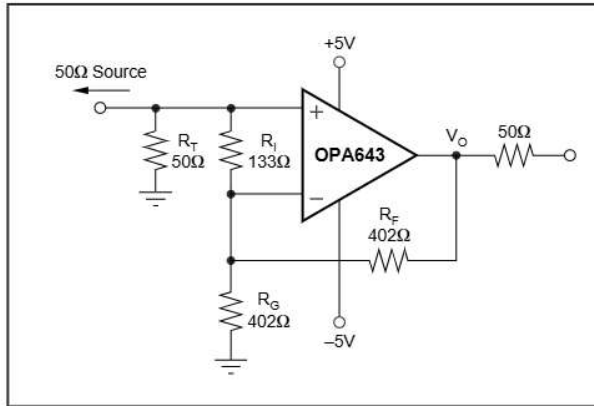 +5V
50Ω Source
+
R_T
50Ω
R_I
133Ω
OPA643
V_O
50Ω
−
R_F
402Ω
R_G
402Ω
–5V